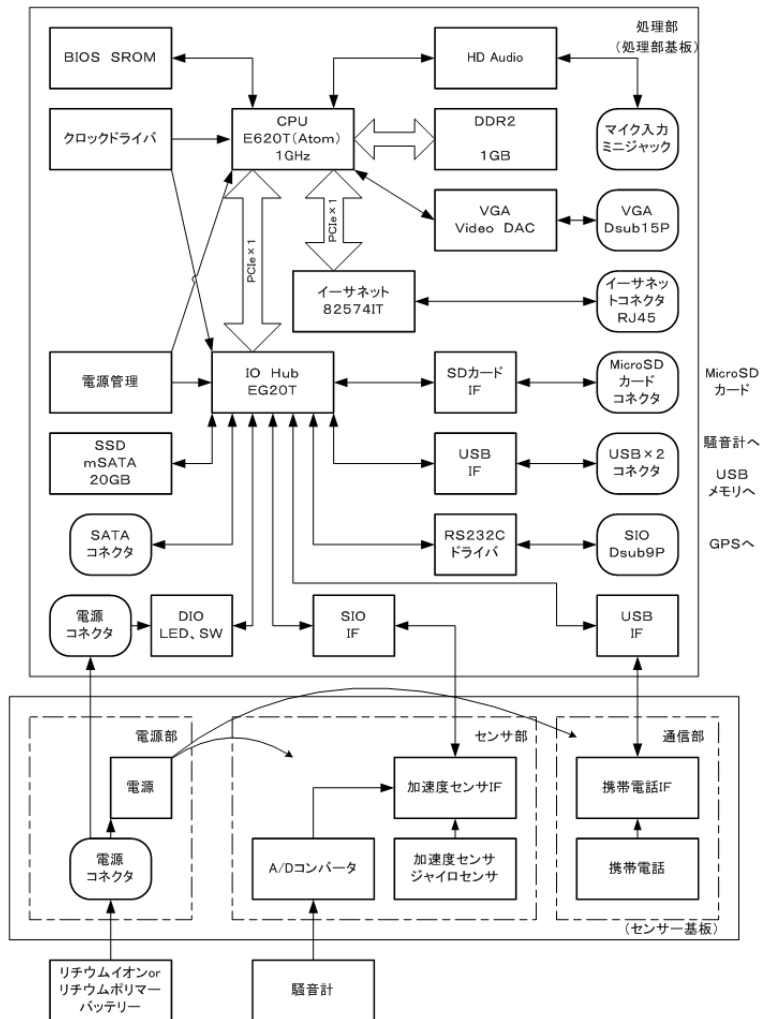 処理部
(処理部基板)
BIOS SROM
HD Audio
クロックドライバ
CPU
E620T(Atom)
1GHz
DDR2
1GB
マイク入力
ミニジャック
VGA
Video DAC
VGA
Dsub15P
PCIe×1
PCIe×1
イーサネット
82574IT
イーサネッ
トコネクタ
RJ45
電源管理
IO Hub
EG20T
SDカード
IF
MicroSD
カード
コネクタ
MicroSD
カード
SSD
mSATA
20GB
USB
IF
USB×2
コネクタ
騒音計へ
USB
メモリへ
SATA
コネクタ
RS232C
ドライバ
SIO
Dsub9P
GPSへ
電源
コネクタ
DIO
LED、SW
SIO
IF
USB
IF
電源部
センサ部
通信部
電源
加速度センサIF
携帯電話IF
電源
コネクタ
A/Dコンバータ
加速度センサ
ジャイロセンサ
携帯電話
(センサー基板)
リチウムイオンor
リチウムポリマー
バッテリー
騒音計